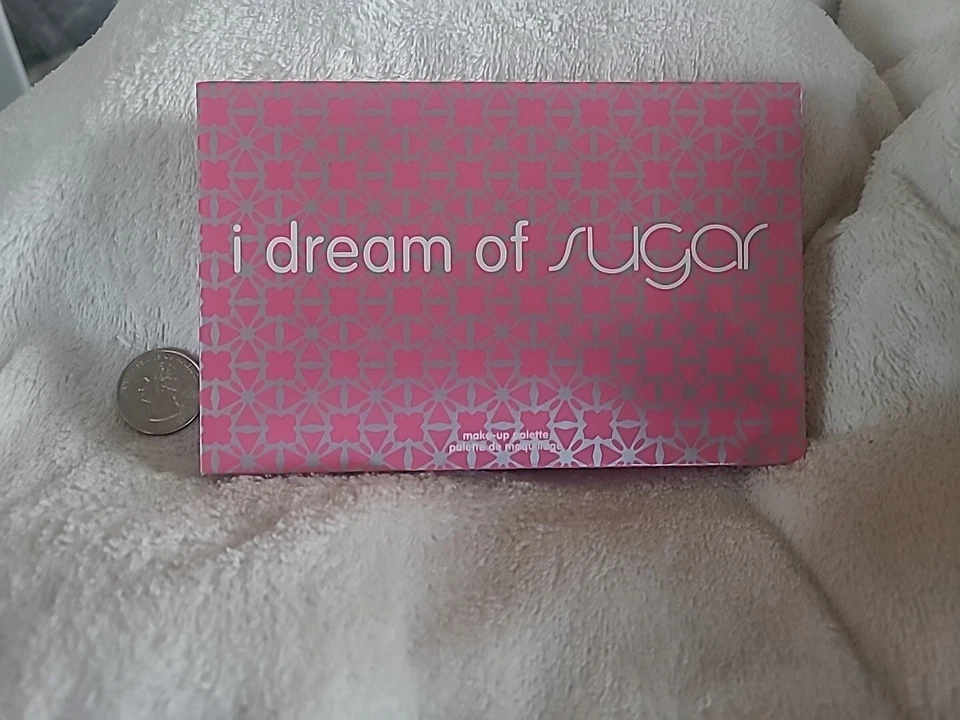 i dream of sugar
make-up palette
palette de maquillage